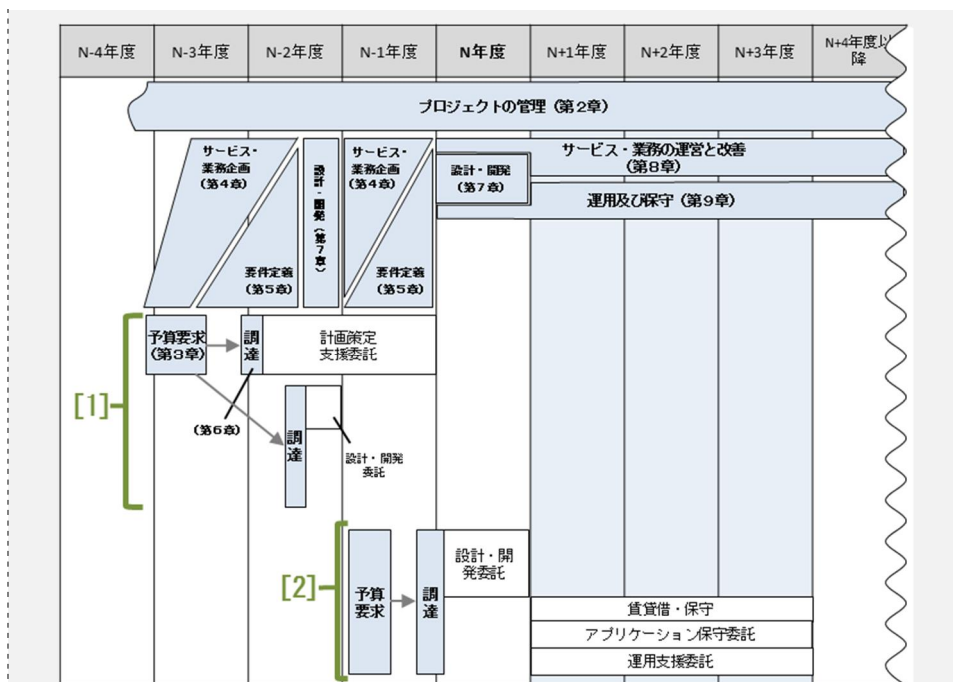 N-4年度
N-3年度
N-2年度
N-1年度
N年度
N+1年度
N+2年度
N+3年度
N+4年度以
降
プロジェクトの管理（第2章）
サービス・
業務企画
（第4章）
要件定義
（第5章）
設計・開発（第7章）
サービス・
業務企画
（第4章）
要件定義
（第5章）
設計・開発
（第7章）
サービス・業務の運営と改善
（第8章）
運用及び保守（第9章）
[1]
予算要求
（第3章）
調達
計画策定
支援委託
（第6章）
調達
設計・開発
委託
[2]
予算
要求
調達
設計・開
発委託
賃貸借・保守
アプリケーション保守委託
運用支援委託